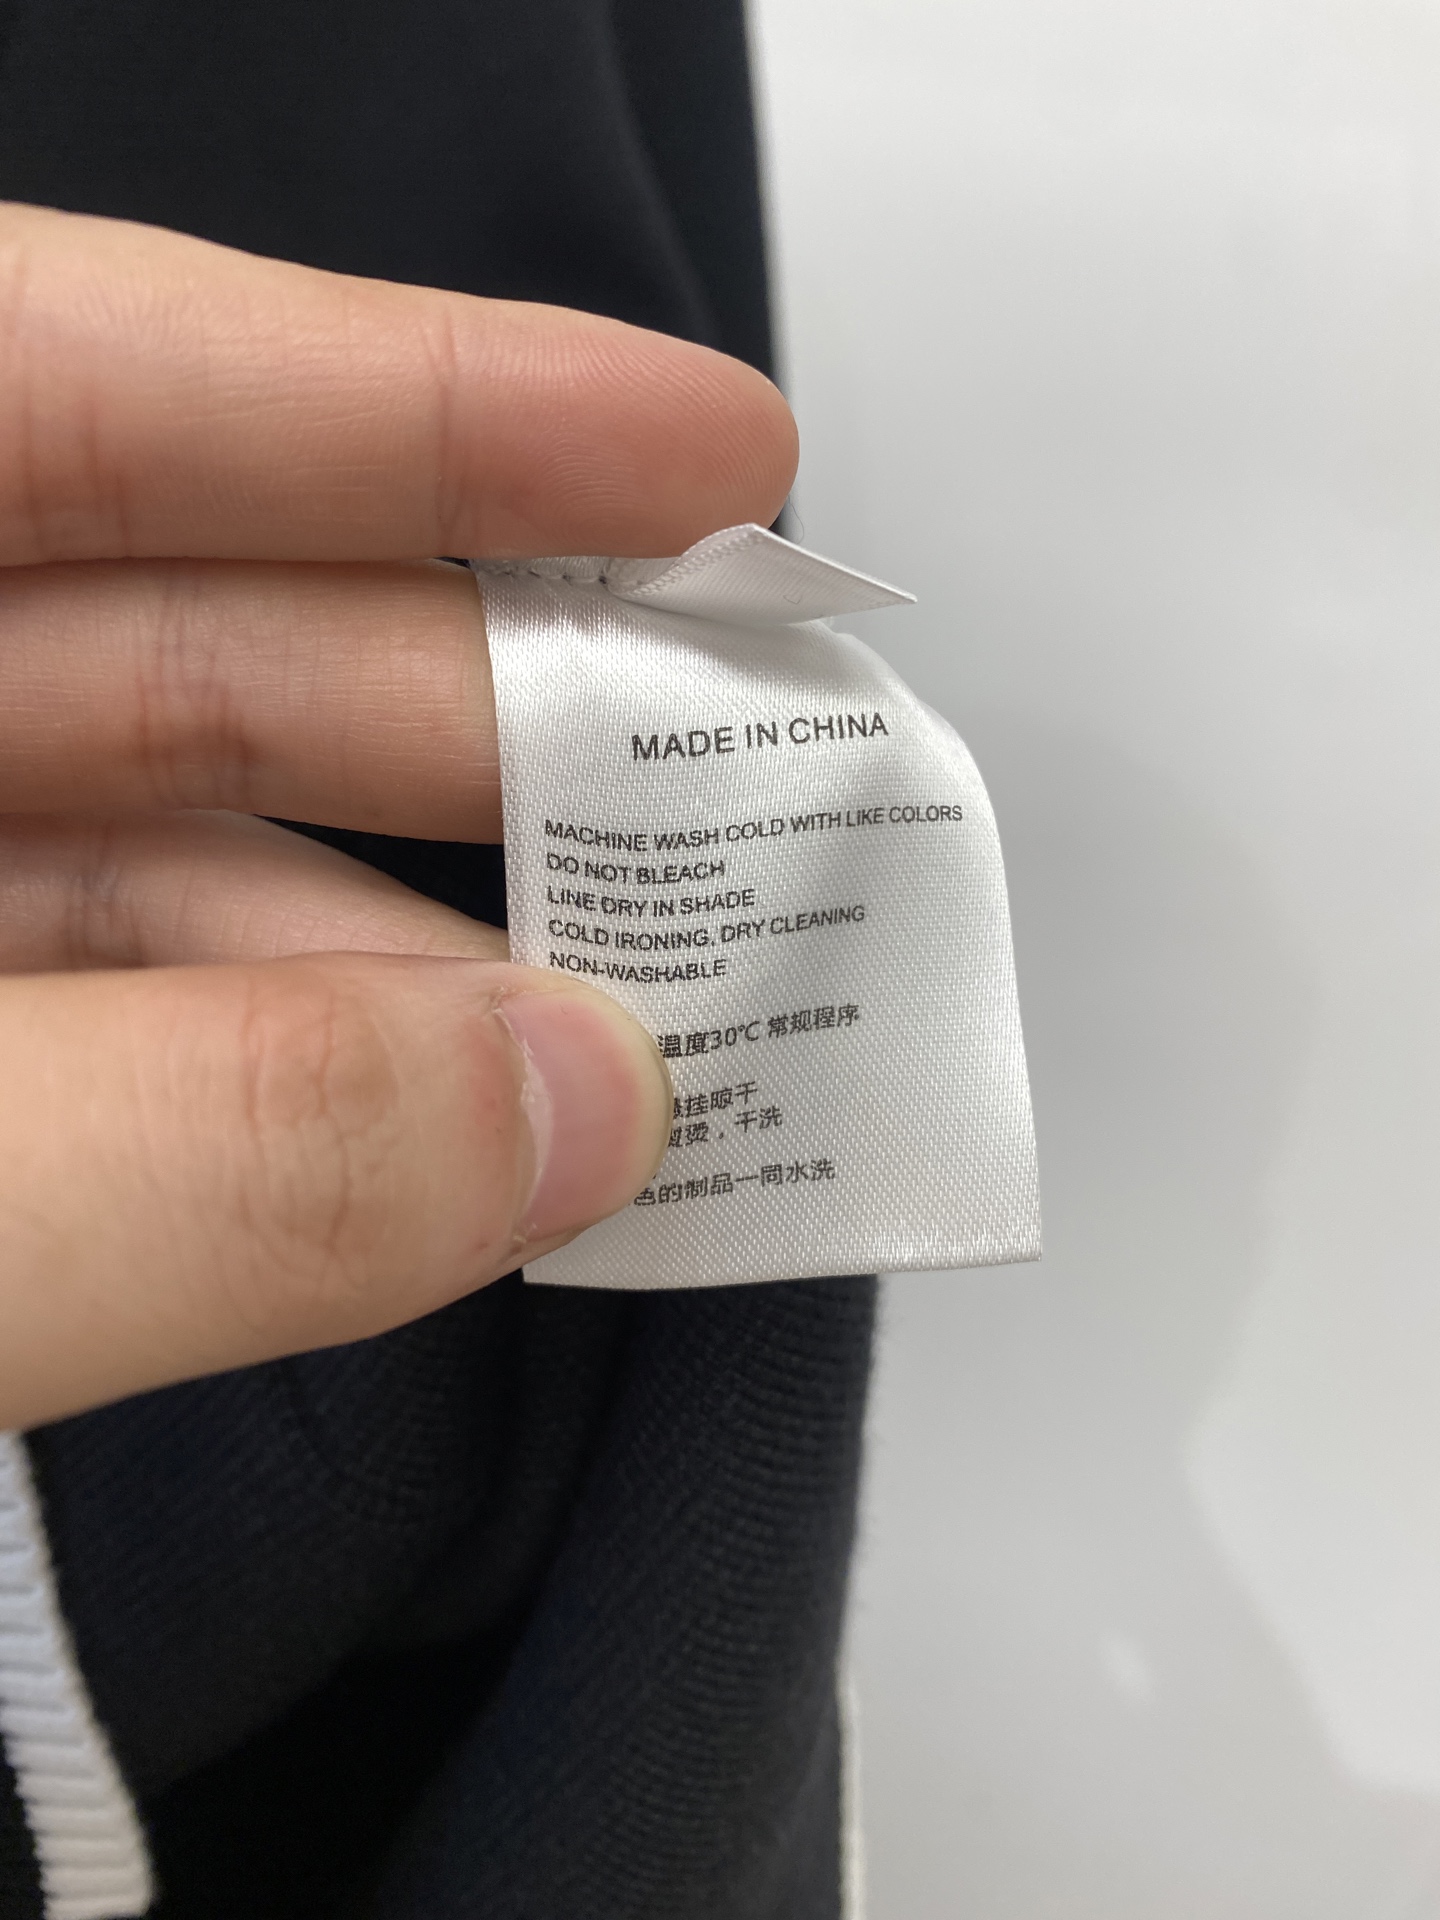 MADE IN CHINA
MACHINE WASH COLD WITH LIKE COLORS
DO NOT BLEACH
LINE DRY IN SHADE
COLD IRONING, DRY CLEANING
NON-WASHABLE
温度30℃ 常规程序
挂晾干
烫，干洗
色的制品一同水洗